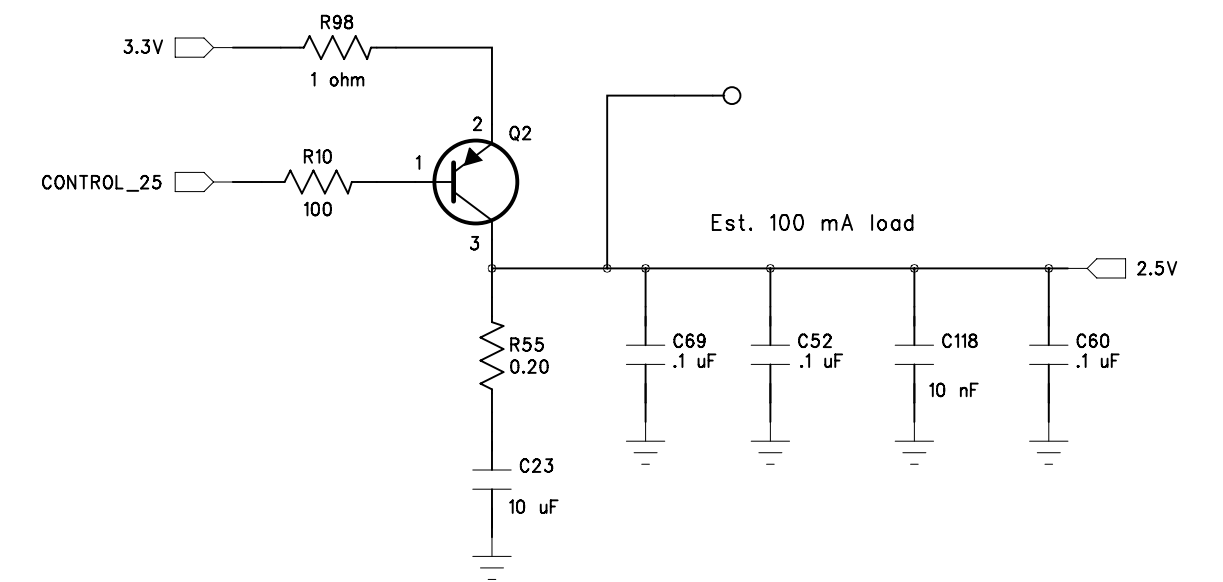 R98
3.3V
1 ohm
2
Q2
1
R10
CONTROL_25
100
3
Est. 100 mA load
2.5V
R55
0.20
C69
.1 uF
C52
.1 uF
C118
10 nF
C60
.1 uF
C23
10 uF